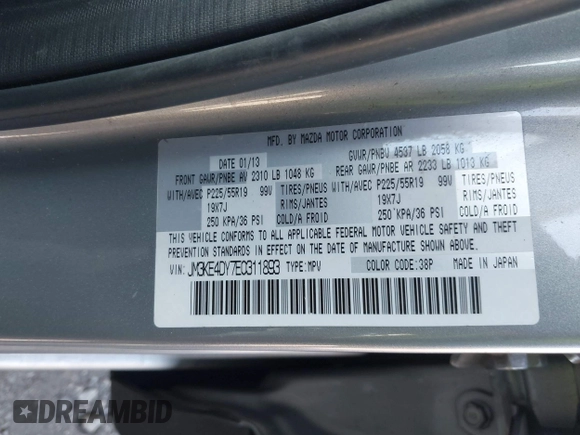 MFD. BY MAZDA MOTOR CORPORATION
DATE 01/13 GVWR/PNBV 4537 LB 2058 KG
FRONT GAWR/PNBE AV 2310 LB 1048 KG REAR GAWR/PNBE AR 2233 LB 1013 KG
WITH/AVEC P225/55R19 99V TIRES/PNEUS WITH/AVEC P225/55R19 99V TIRES/PNEUS
19X7J RIMS/JANTES 19X7J RIMS/JANTES
250 KPA/36 PSI COLD/A FROID 250 KPA/36 PSI COLD/A FROID
THIS VEHICLE CONFORMS TO ALL APPLICABLE FEDERAL MOTOR VEHICLE SAFETY AND THEFT
PREVENTION STANDARDS IN EFFECT ON THE DATE OF MANUFACTURE SHOWN ABOVE.
VIN: JM3KE4DY7E0311893 TYPE:MPV COLOR CODE:38P MADE IN JAPAN
DREAMBID